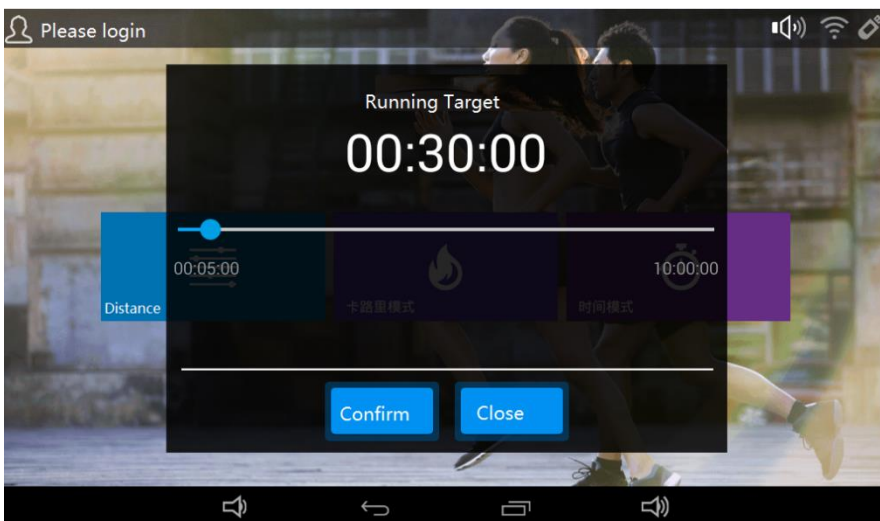 Please login
Running Target
00:30:00
00:05:00
10:00:00
Distance
卡路里模式
时间模式
Confirm
Close